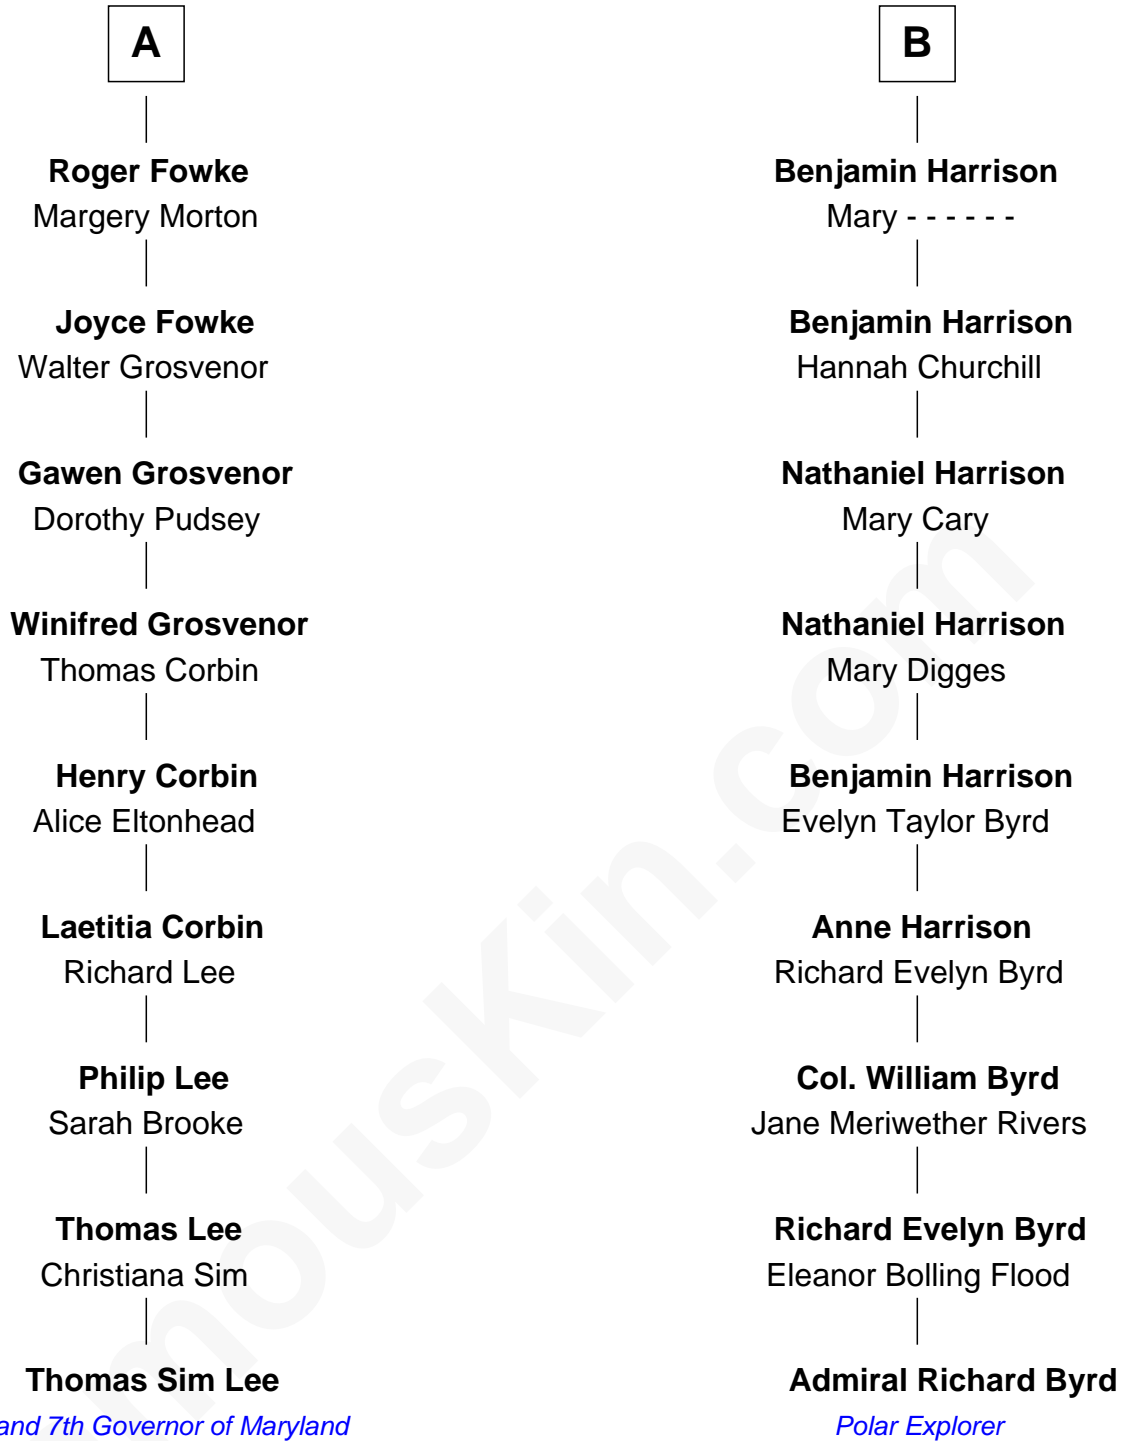 A
Roger Fowke
Margery Morton
Joyce Fowke
Walter Grosvenor
Gawen Grosvenor
Dorothy Pudsey
Winifred Grosvenor
Thomas Corbin
Henry Corbin
Alice Eltonhead
Laetitia Corbin
Richard Lee
Philip Lee
Sarah Brooke
Thomas Lee
Christiana Sim
Thomas Sim Lee
and 7th Governor of Maryland
B
Benjamin Harrison
Mary - - - - - -
Benjamin Harrison
Hannah Churchill
Nathaniel Harrison
Mary Cary
Nathaniel Harrison
Mary Digges
Benjamin Harrison
Evelyn Taylor Byrd
Anne Harrison
Richard Evelyn Byrd
Col. William Byrd
Jane Meriwether Rivers
Richard Evelyn Byrd
Eleanor Bolling Flood
Admiral Richard Byrd
Polar Explorer
mousKin.com